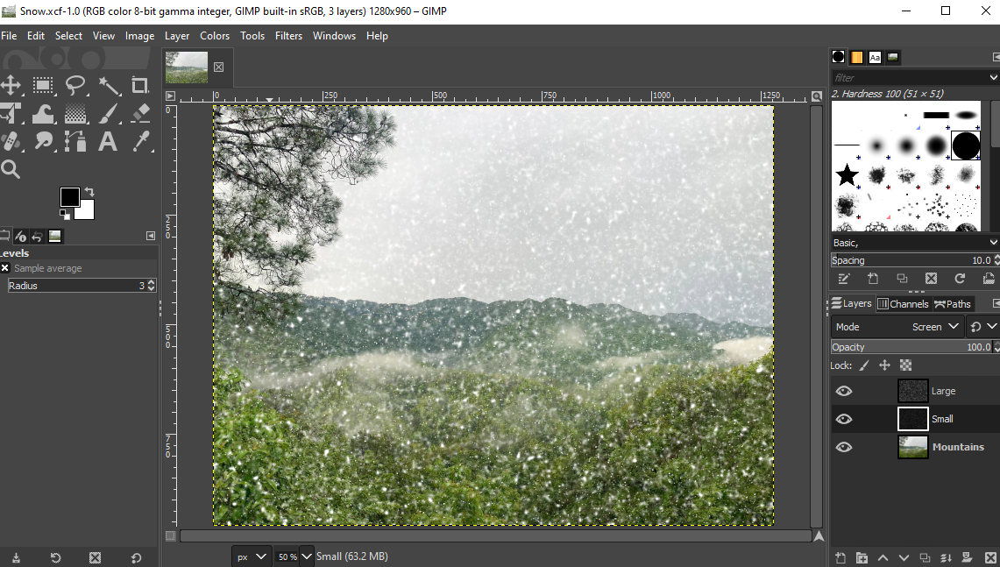 Snow.xcf-1.0 (RGB color 8-bit gamma integer, GIMP built-in sRGB, 3 layers) 1280x960 – GIMP
File Edit Select View Image Layer Colors Tools Filters Windows Help
filter
2. Hardness 100 (51 × 51)
0 250 500 750 1000 1250
0
250
500
750
Levels
Sample average
Radius 3
Basic,
Spacing 10.0
Layers Channels Paths
Mode Screen
Opacity 100.0
Lock:
Large
Small
Mountains
px 50 % Small (63.2 MB)